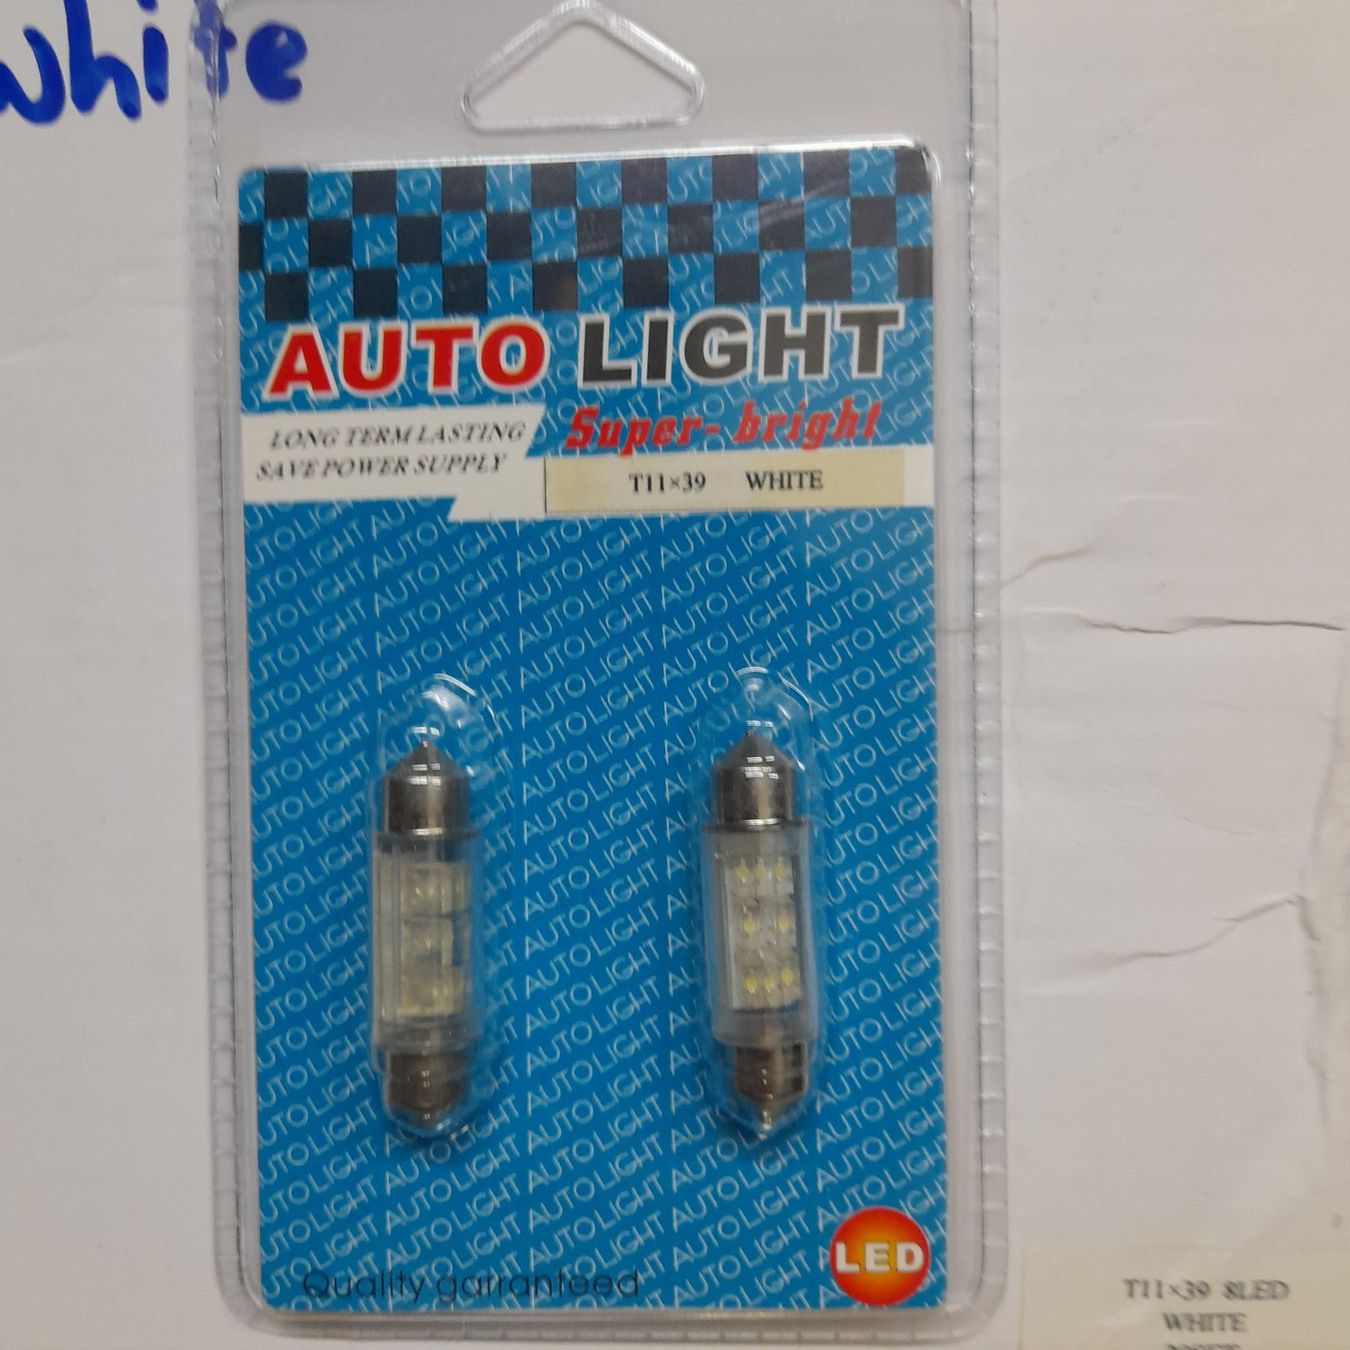 white
AUTO LIGHT
LONG TERM LASTING
SAVE POWER SUPPLY
Super-bright
T11×39 WHITE
Quality garranteed
LED
T11×39 8LED
WHITE